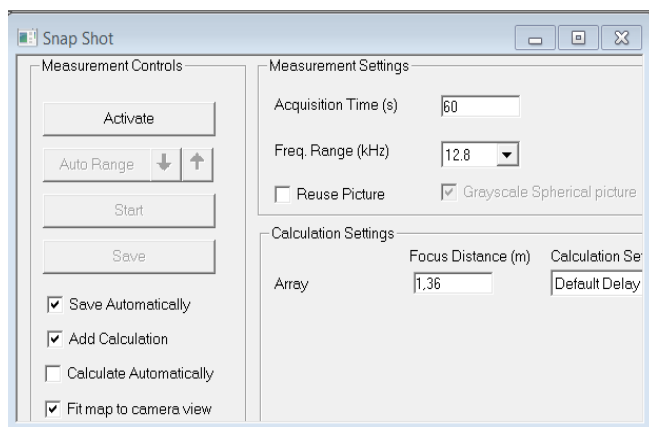 Snap Shot
Measurement Controls
Activate
Auto Range
Start
Save
Save Automatically
Add Calculation
Calculate Automatically
Fit map to camera view
Measurement Settings
Acquisition Time (s) 60
Freq. Range (kHz) 12.8
Reuse Picture Grayscale Spherical picture
Calculation Settings
Focus Distance (m) Calculation Se
Array 1,36 Default Delay